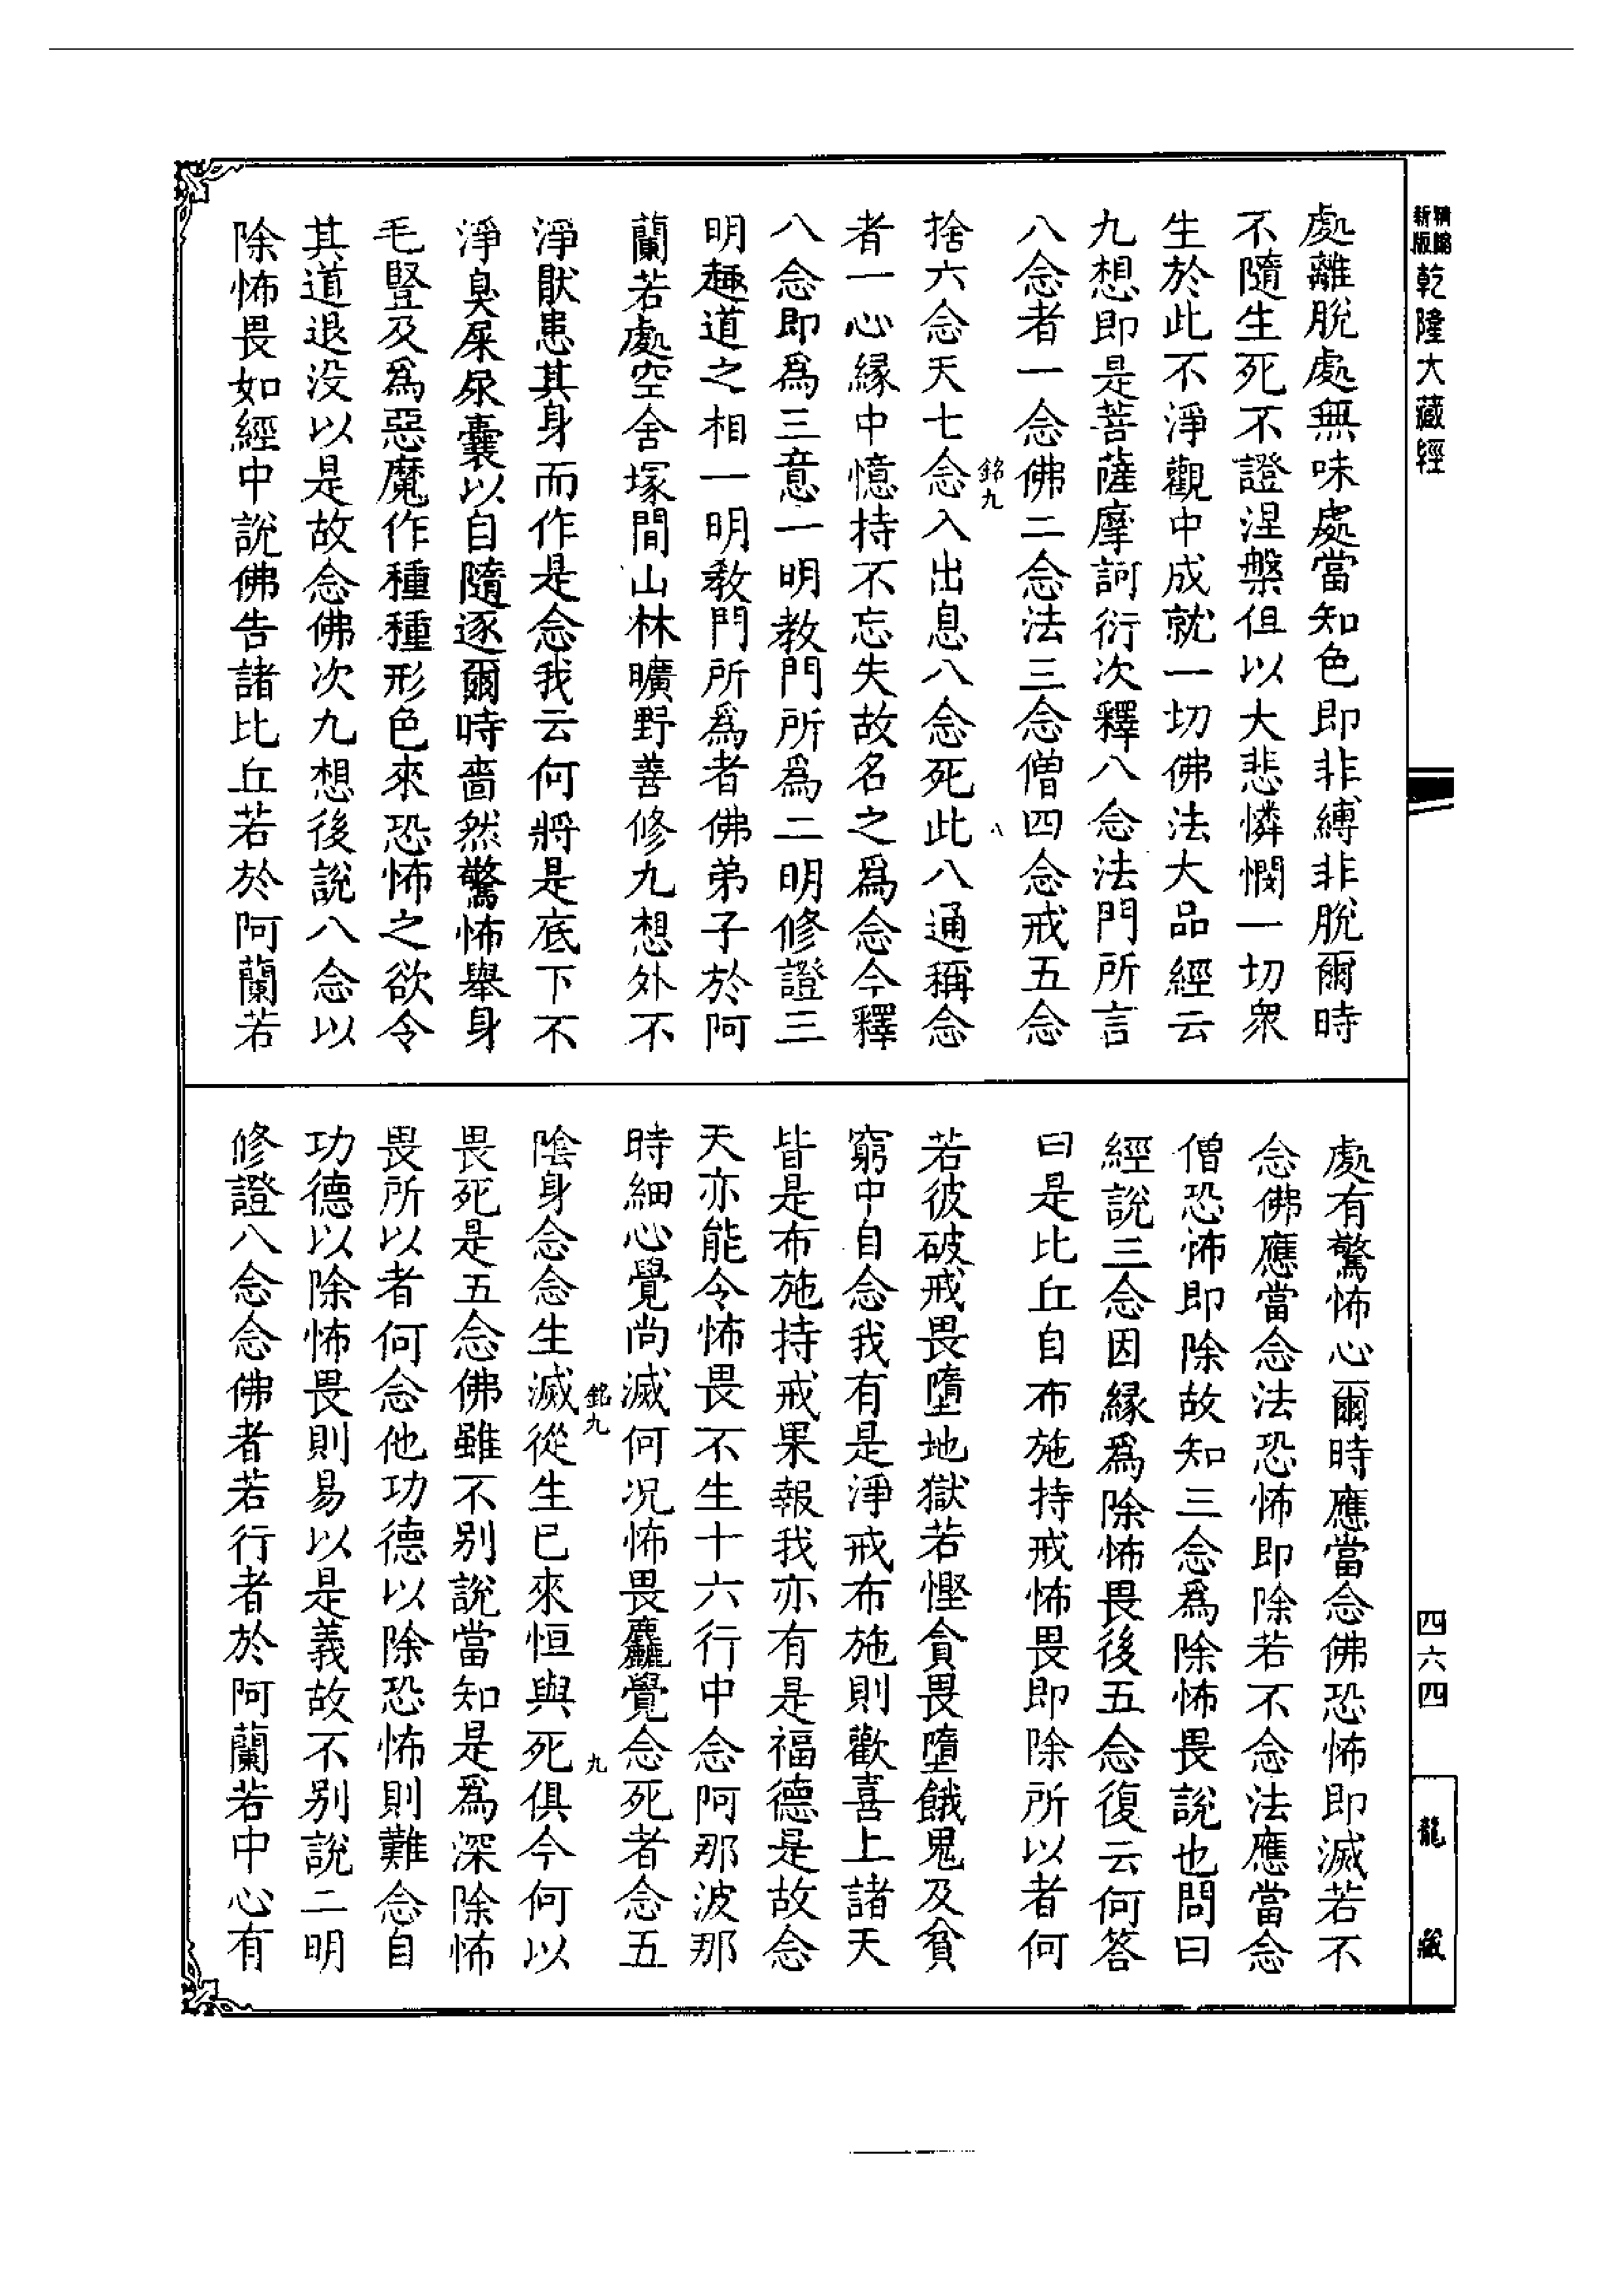 精縮新版
乾隆大藏經
四六四
龍藏
處離脫處無味處當知色即非縛非脫爾時
不隨生死不證涅槃但以大悲憐憫一切衆
生於此不淨觀中成就一切佛法大品經云
九想即是菩薩摩訶衍次釋八念法門所言
八念者一念佛二念法三念僧四念戒五念
銘九
八
捨六念天七念入出息八念死此八通稱念
者一心緣中憶持不忘失故名之爲念今釋
八念即爲三意一明教門所爲二明修證三
明趣道之相一明教門所爲者佛弟子於阿
蘭若處空舍塚間山林曠野善修九想外不
淨猒患其身而作是念我云何將是底下不
淨臭屎尿囊以自隨逐爾時嗇然驚怖舉身
毛豎及爲惡魔作種種形色來恐怖之欲令
其道退没以是故念佛次九想後說八念以
除怖畏如經中說佛告諸比丘若於阿蘭若
處有驚怖心爾時應當念佛恐怖即滅若不
念佛應當念法恐怖即除若不念法應當念
僧恐怖即除故知三念爲除怖畏說也問曰
經說三念因緣爲除怖畏後五念復云何答
曰是比丘自布施持戒怖畏即除所以者何
若彼破戒畏墮地獄若慳貪畏墮餓鬼及貧
窮中自念我有是淨戒布施則歡喜上諸天
皆是布施持戒果報我亦有是福德是故念
天亦能令怖畏不生十六行中念阿那波那
時細心覺尚滅何况怖畏麤覺念死者念五
銘九
九
陰身念念生滅從生已來恒與死俱今何以
畏死是五念佛雖不别說當知是爲深除怖
畏所以者何念他功德以除恐怖則難念自
功德以除怖畏則易以是義故不别說二明
修證八念念佛者若行者於阿蘭若中心有